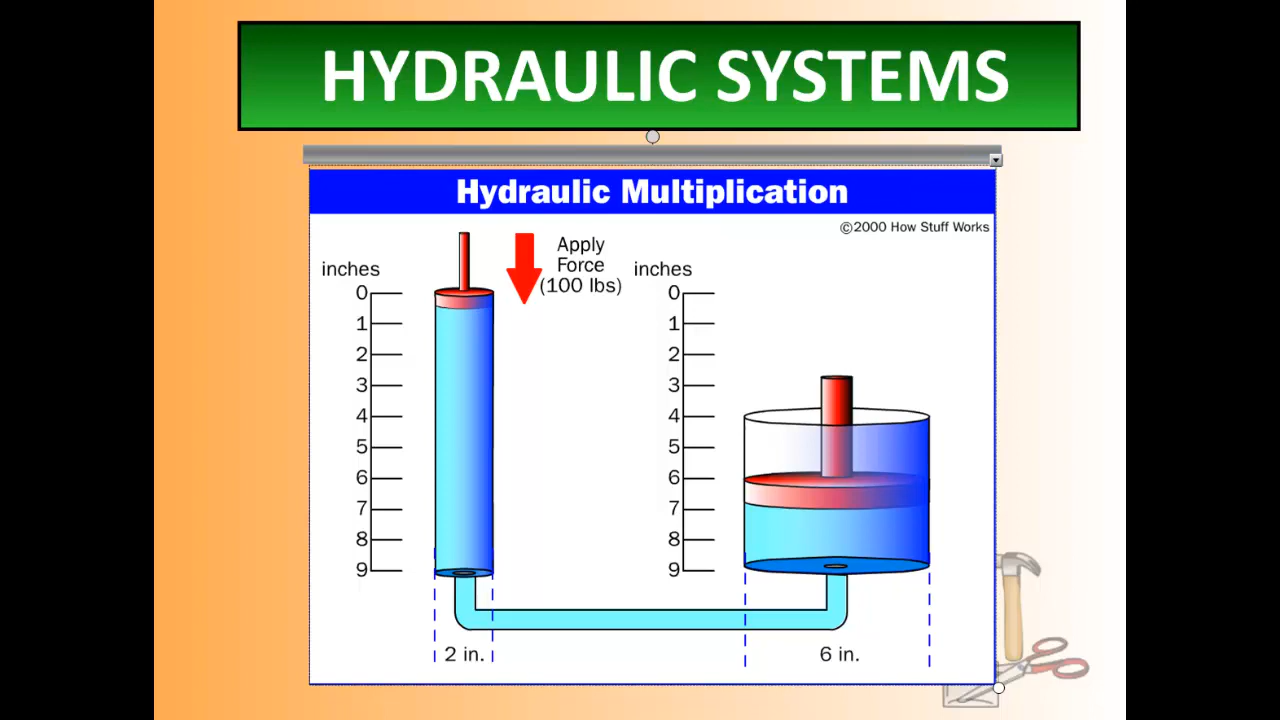 HYDRAULIC SYSTEMS
Hydraulic Multiplication
©2000 How Stuff Works
Apply
Force
(100 lbs)
inches
0
1
2
3
4
5
6
7
8
9
inches
0
1
2
3
4
5
6
7
8
9
2 in.
6 in.